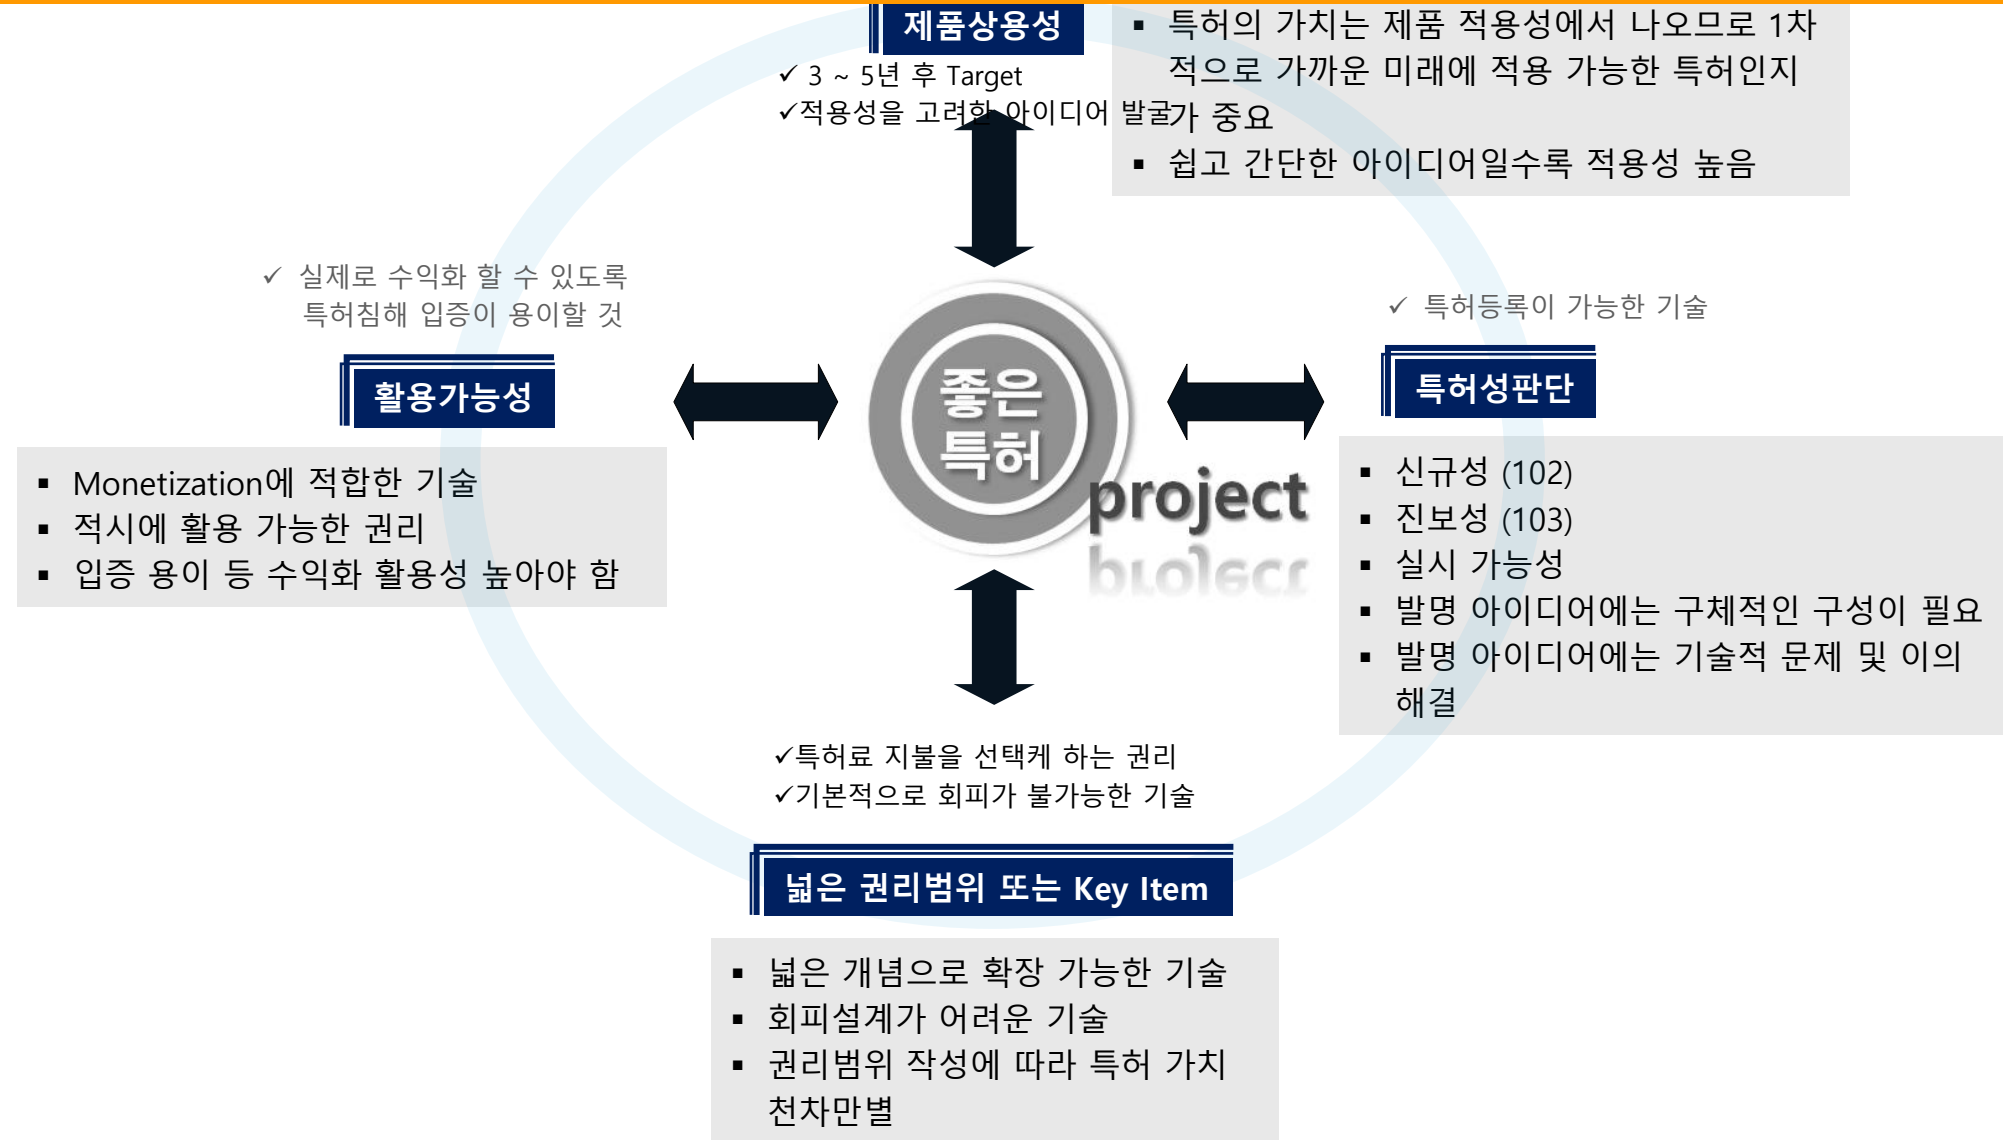 제품상용성
✓ 3 ~ 5년 후 Target
✓적용성을 고려한 아이디어 발굴
▪ 특허의 가치는 제품 적용성에서 나오므로 1차
적으로 가까운 미래에 적용 가능한 특허인지
가 중요
▪ 쉽고 간단한 아이디어일수록 적용성 높음
✓ 실제로 수익화 할 수 있도록
특허침해 입증이 용이할 것
활용가능성
▪ Monetization에 적합한 기술
▪ 적시에 활용 가능한 권리
▪ 입증 용이 등 수익화 활용성 높아야 함
좋은
특허
project
✓ 특허등록이 가능한 기술
특허성판단
▪ 신규성 (102)
▪ 진보성 (103)
▪ 실시 가능성
▪ 발명 아이디어에는 구체적인 구성이 필요
▪ 발명 아이디어에는 기술적 문제 및 이의
해결
✓특허료 지불을 선택케 하는 권리
✓기본적으로 회피가 불가능한 기술
넓은 권리범위 또는 Key Item
▪ 넓은 개념으로 확장 가능한 기술
▪ 회피설계가 어려운 기술
▪ 권리범위 작성에 따라 특허 가치
천차만별